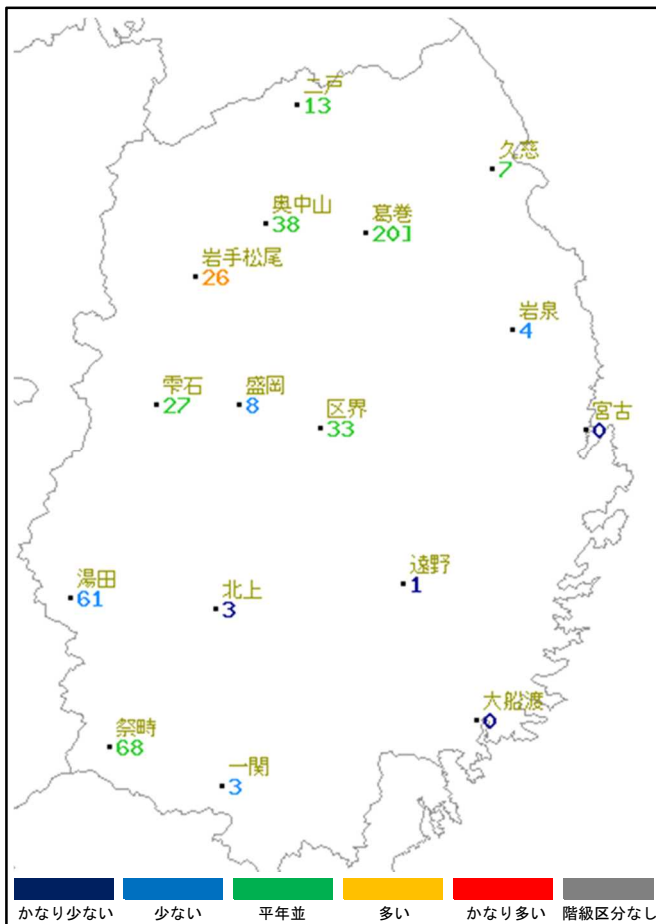 二戸
13
久慈
7
奥中山
38
葛巻
20]
岩手松尾
26
岩泉
4
雫石
27
盛岡
8
区界
33
宮古
0
湯田
61
北上
3
遠野
1
大船渡
0
祭畤
68
一関
3
かなり少ない 少ない 平年並 多い かなり多い 階級区分なし